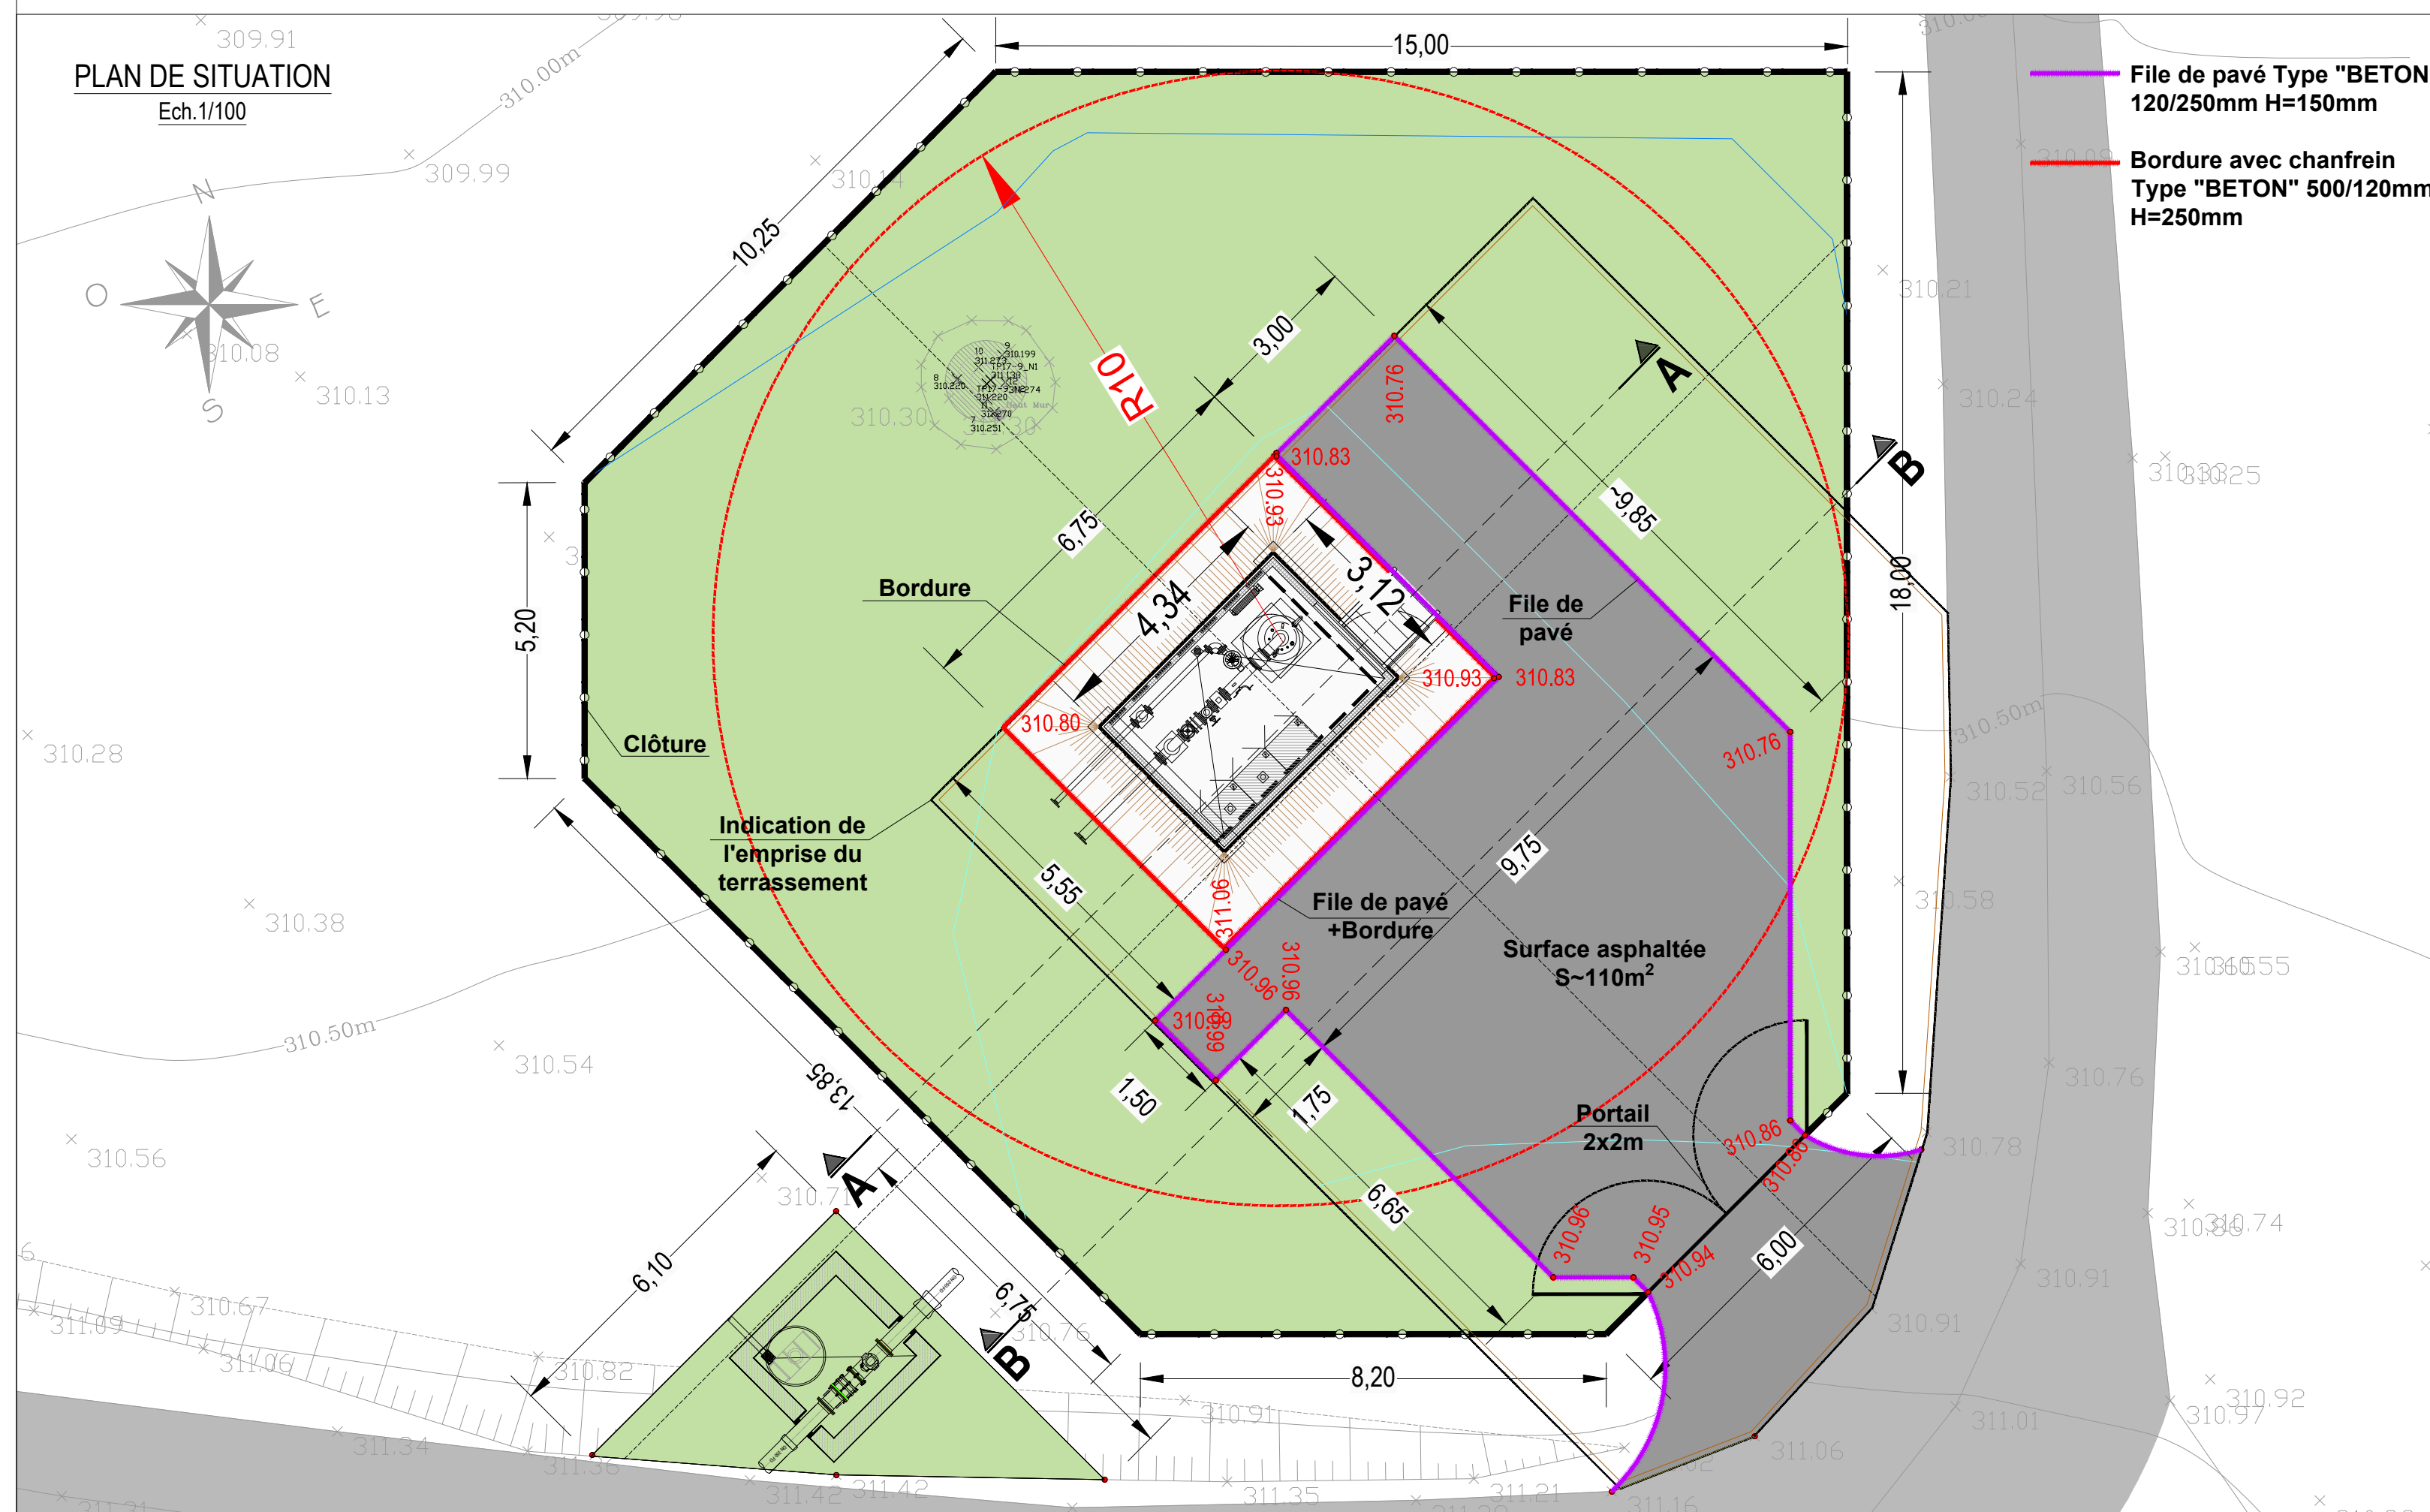 309.91
310.00m
15,00
PLAN DE SITUATION
Ech.1/100
File de pavé Type "BETON
120/250mm H=150mm
Bordure avec chanfrein
Type "BETON" 500/120mm
H=250mm
309.99
310.14
310.09
N
O
E
S
310.08
310.13
10,25
R10
3,00
310.21
310.24
A
B
310.30
310.76
310.83
310.93
310.25
6,75
~9,85
18,00
5,20
Bordure
4,34
3,12
File de
pavé
310.93
310.83
310.80
310.76
310.50m
310.52
310.56
310.28
Clôture
Indication de
l'emprise du
terrassement
5,55
9,75
310.38
310.58
311.06
File de pavé
+Bordure
Surface asphaltée
S~110m²
310.96
310.96
310.99
310.99
310.55
310.50m
310.54
310.76
13,85
1,50
1,75
Portail
2x2m
310.86
310.86
310.78
310.56
310.71
A
6,65
310.96
310.95
310.94
6,00
310.74
310.91
6,10
6,75
310.76
B
310.67
311.09
311.06
310.82
8,20
310.91
310.91
310.92
310.97
311.01
311.34
311.36
311.06
311.42
311.42
311.35
311.21
311.16